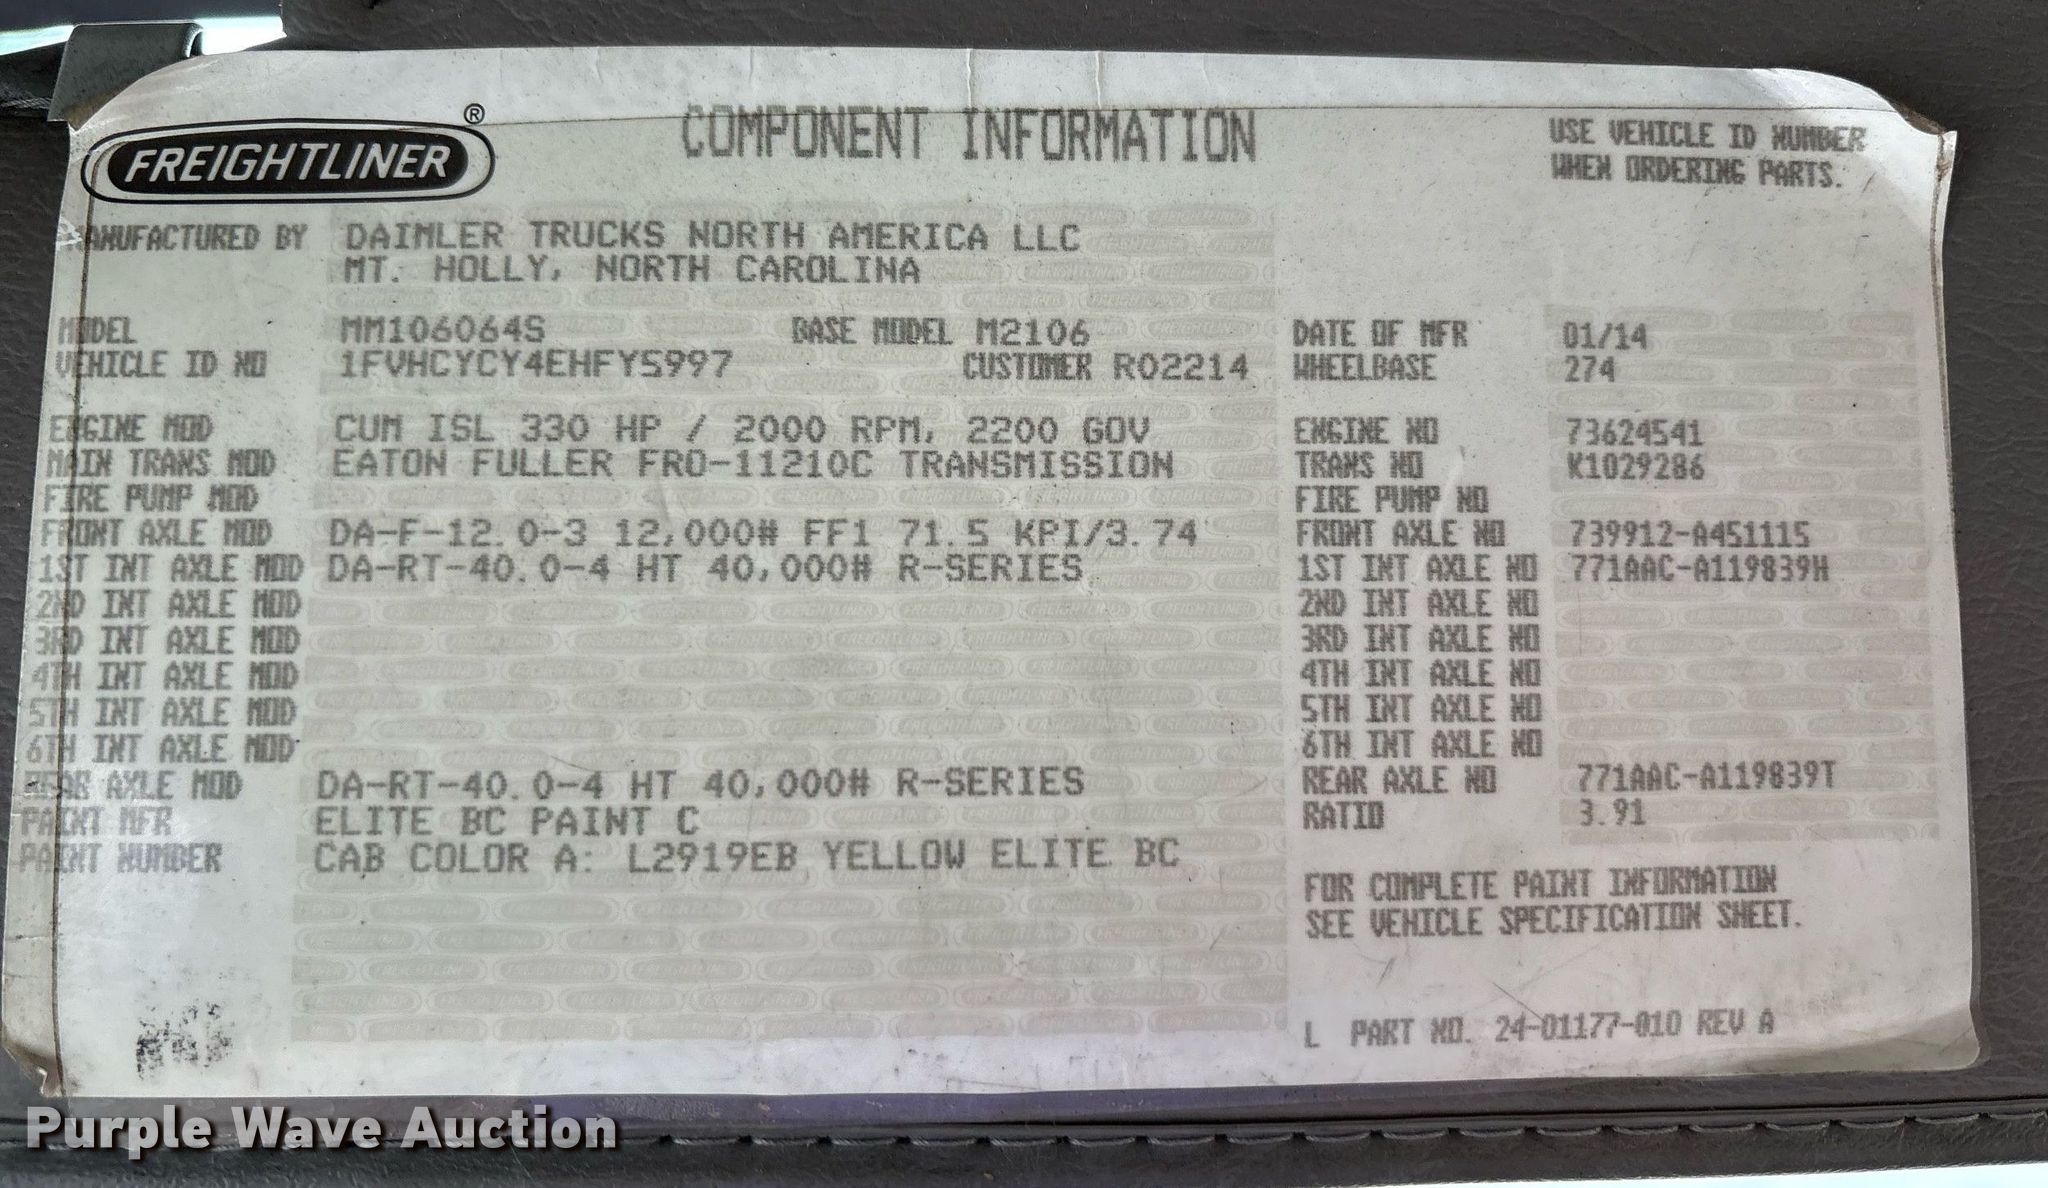 FREIGHTLINER ®
COMPONENT INFORMATION
USE VEHICLE ID NUMBER
WHEN ORDERING PARTS.
MANUFACTURED BY DAIMLER TRUCKS NORTH AMERICA LLC
MT. HOLLY, NORTH CAROLINA
MODEL MM106064S BASE MODEL M2106 DATE OF MFR 01/14
VEHICLE ID NO 1FVHCYCY4EHFY5997 CUSTOMER R02214 WHEELBASE 274
ENGINE MOD CUM ISL 330 HP / 2000 RPM, 2200 GOV ENGINE NO 73624541
MAIN TRANS MOD EATON FULLER FRO-11210C TRANSMISSION TRANS NO K1029286
FIRE PUMP MOD FIRE PUMP NO
FRONT AXLE MOD DA-F-12.0-3 12,000# FF1 71.5 KPI/3.74 FRONT AXLE NO 739912-A451115
1ST INT AXLE MOD DA-RT-40.0-4 HT 40,000# R-SERIES 1ST INT AXLE NO 771AAC-A119839H
2ND INT AXLE MOD 2ND INT AXLE NO
3RD INT AXLE MOD 3RD INT AXLE NO
4TH INT AXLE MOD 4TH INT AXLE NO
5TH INT AXLE MOD 5TH INT AXLE NO
6TH INT AXLE MOD 6TH INT AXLE NO
REAR AXLE MOD DA-RT-40.0-4 HT 40,000# R-SERIES REAR AXLE NO 771AAC-A119839T
PAINT MFR ELITE BC PAINT C RATIO 3.91
PAINT NUMBER CAB COLOR A: L2919EB YELLOW ELITE BC
FOR COMPLETE PAINT INFORMATION
SEE VEHICLE SPECIFICATION SHEET.
L PART NO. 24-01177-010 REV A
Purple Wave Auction